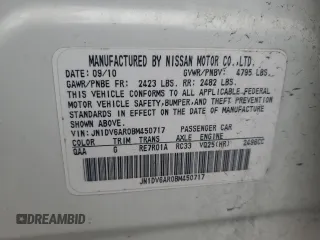 MANUFACTURED BY NISSAN MOTOR CO.,LTD.
DATE: 09/10 GVWR/PNBV: 4795 LBS.
GAWR/PNBE FR: 2423 LBS. RR: 2482 LBS.
THIS VEHICLE CONFORMS TO ALL APPLICABLE FEDERAL
MOTOR VEHICLE SAFETY,BUMPER,AND THEFT PREVENTION
STANDARDS IN EFFECT ON THE DATE OF MANUFACTURE
SHOWN ABOVE.
VIN: JN1DV6AR0BM450717 PASSENGER CAR
COLOR TRIM TRANS AXLE ENGINE
QAA G RE7R01A RC33 VQ25(HR) 2496CC
JN1DV6AR0BM450717
AutoBidMaster